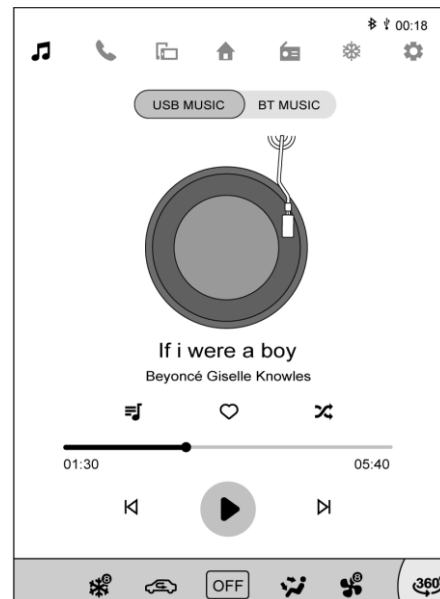 00:18
USB MUSIC BT MUSIC
If i were a boy
Beyoncé Giselle Knowles
01:30 05:40
OFF 360°